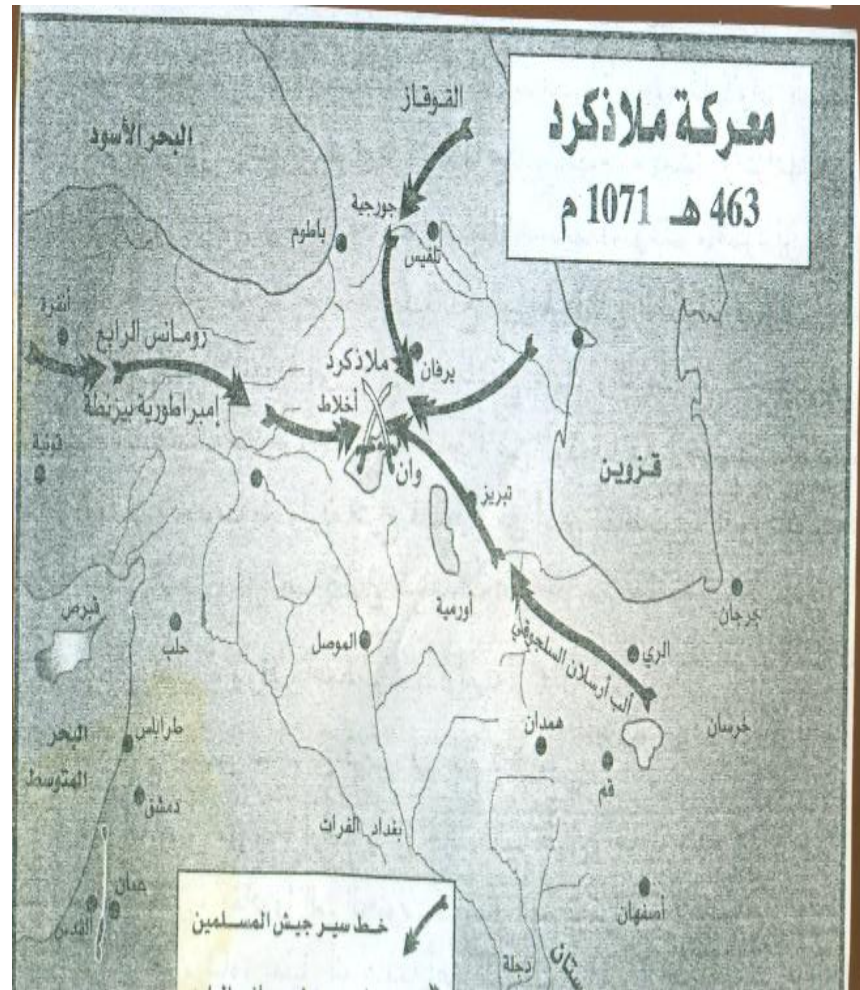 معركة ملاذكرد
463 هـ 1071 م
القوقاز
البحر الأسود
جورجية
باطوم
تلفيس
أنقرة
رومانس الرابع
ملاذكرد
يرفان
إمبراطورية بيزنطة
أخلاط
وان
قونية
قزوين
تبريز
قبرص
أورمية
جرجان
حلب
الموصل
الري
ألب أرسلان السلجوقي
خرسان
البحر
المتوسط
طرابلس
همدان
قم
دمشق
بغداد الفرات
عمان
القدس
أصفهان
خط سير جيش المسلمين
دجلة